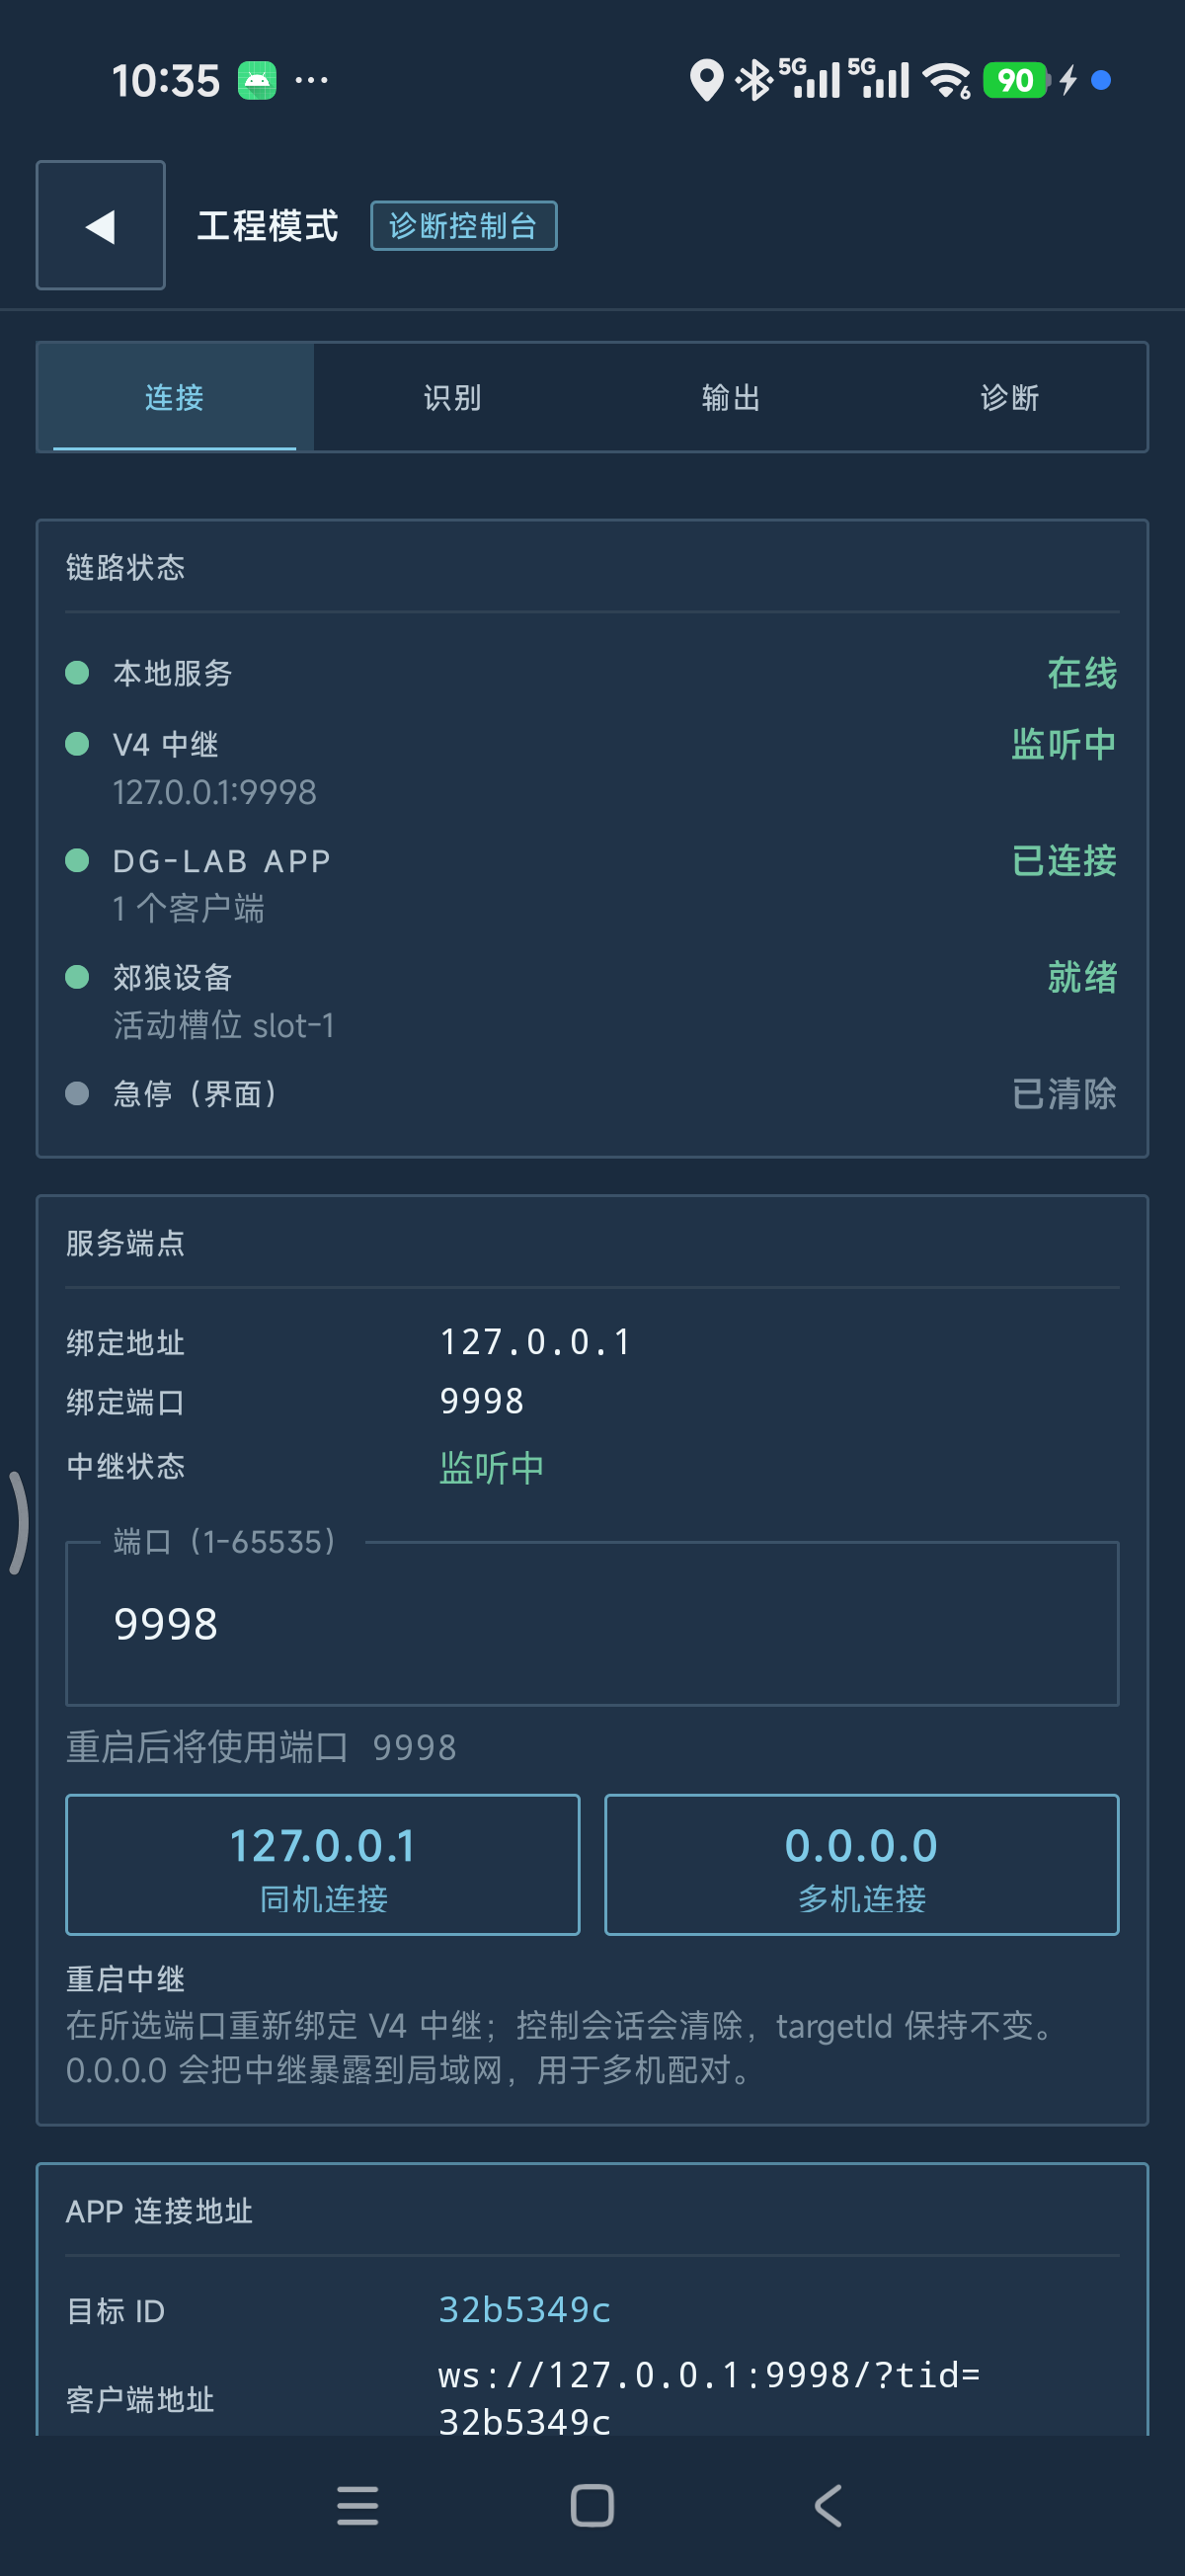 10:35
5G 5G 6 90
工程模式 诊断控制台
连接 识别 输出 诊断
链路状态
本地服务 在线
V4 中继 监听中
127.0.0.1:9998
DG-LAB APP 已连接
1 个客户端
郊狼设备 就绪
活动槽位 slot-1
急停（界面） 已清除
服务端点
绑定地址 127.0.0.1
绑定端口 9998
中继状态 监听中
端口（1-65535）
9998
重启后将使用端口 9998
127.0.0.1 0.0.0.0
同机连接 多机连接
重启中继
在所选端口重新绑定 V4 中继；控制会话会清除，targetId 保持不变。
0.0.0.0 会把中继暴露到局域网，用于多机配对。
APP 连接地址
目标 ID 32b5349c
客户端地址 ws://127.0.0.1:9998/?tid=
32b5349c